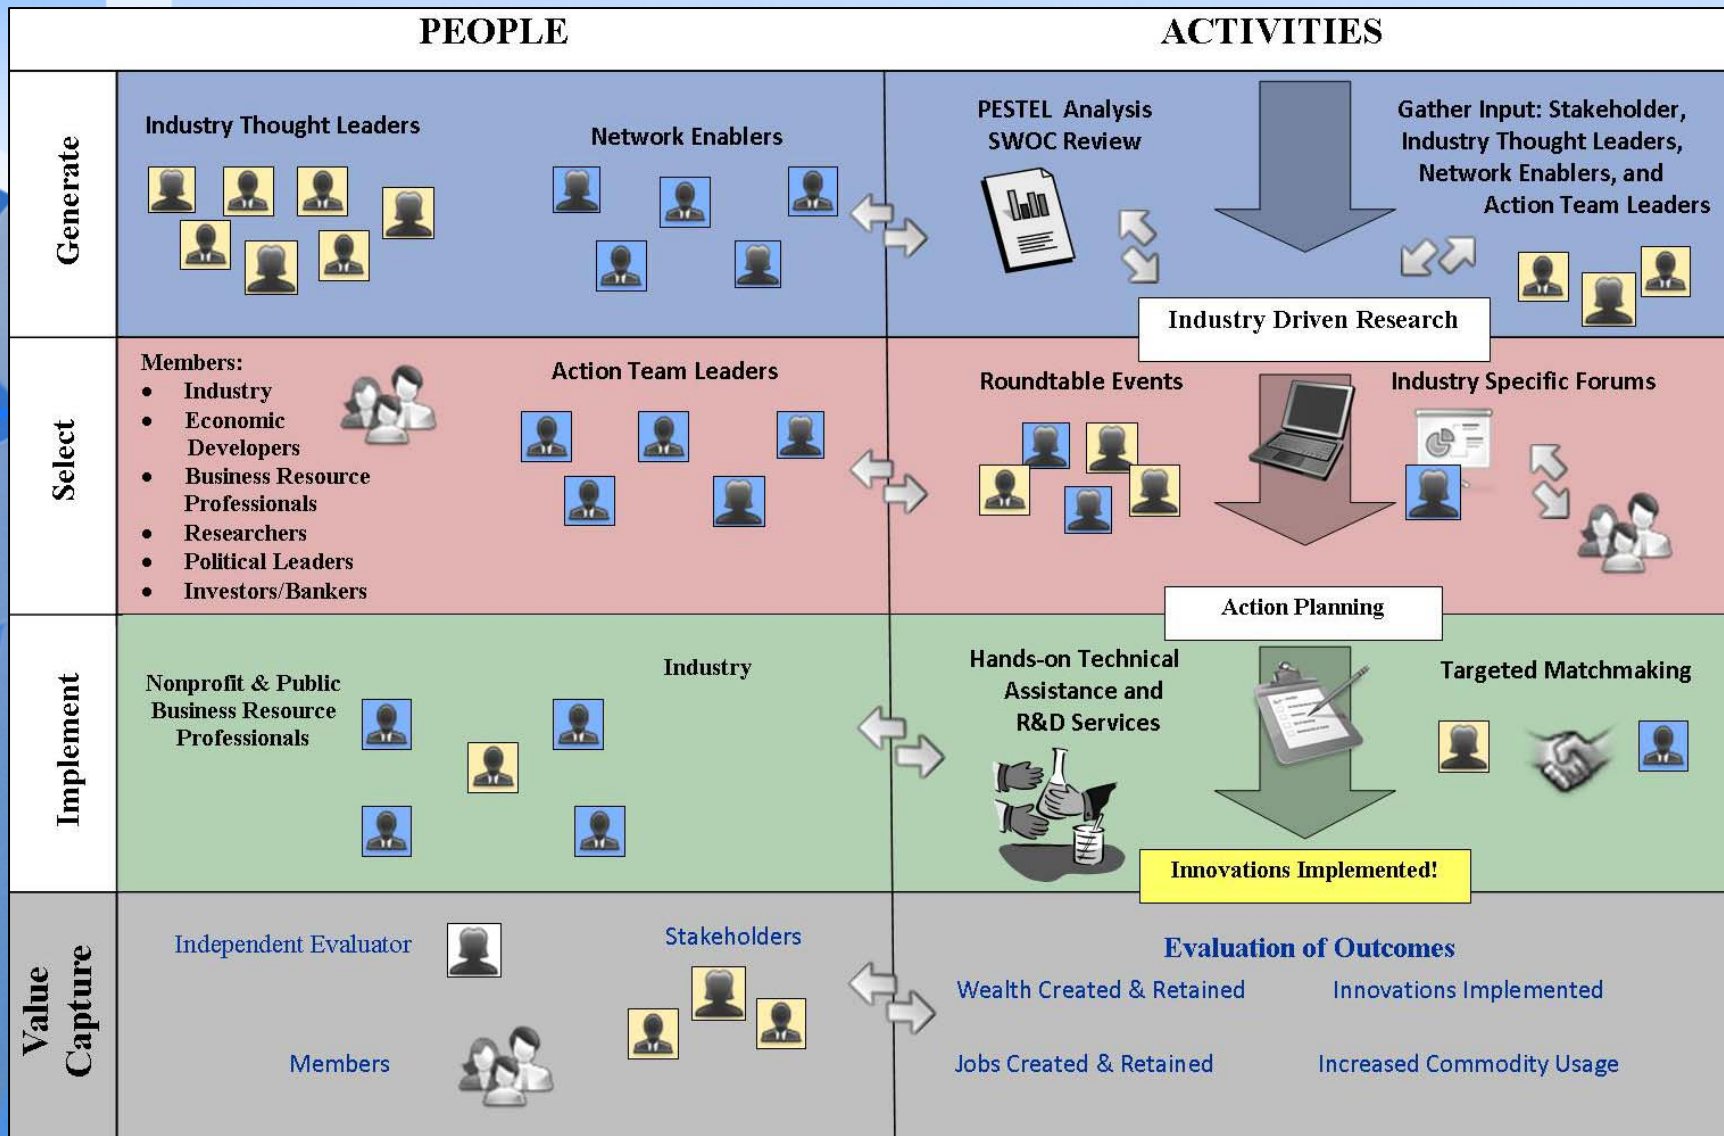 PEOPLE
ACTIVITIES
Generate
Industry Thought Leaders
Network Enablers
PESTEL Analysis
SWOC Review
Gather Input: Stakeholder,
Industry Thought Leaders,
Network Enablers, and
Action Team Leaders
Industry Driven Research
Select
Members:
• Industry
• Economic
Developers
• Business Resource
Professionals
• Researchers
• Political Leaders
• Investors/Bankers
Action Team Leaders
Roundtable Events
Industry Specific Forums
Action Planning
Implement
Nonprofit & Public
Business Resource
Professionals
Industry
Hands-on Technical
Assistance and
R&D Services
Targeted Matchmaking
Innovations Implemented!
Value
Capture
Independent Evaluator
Stakeholders
Members
Evaluation of Outcomes
Wealth Created & Retained
Innovations Implemented
Jobs Created & Retained
Increased Commodity Usage